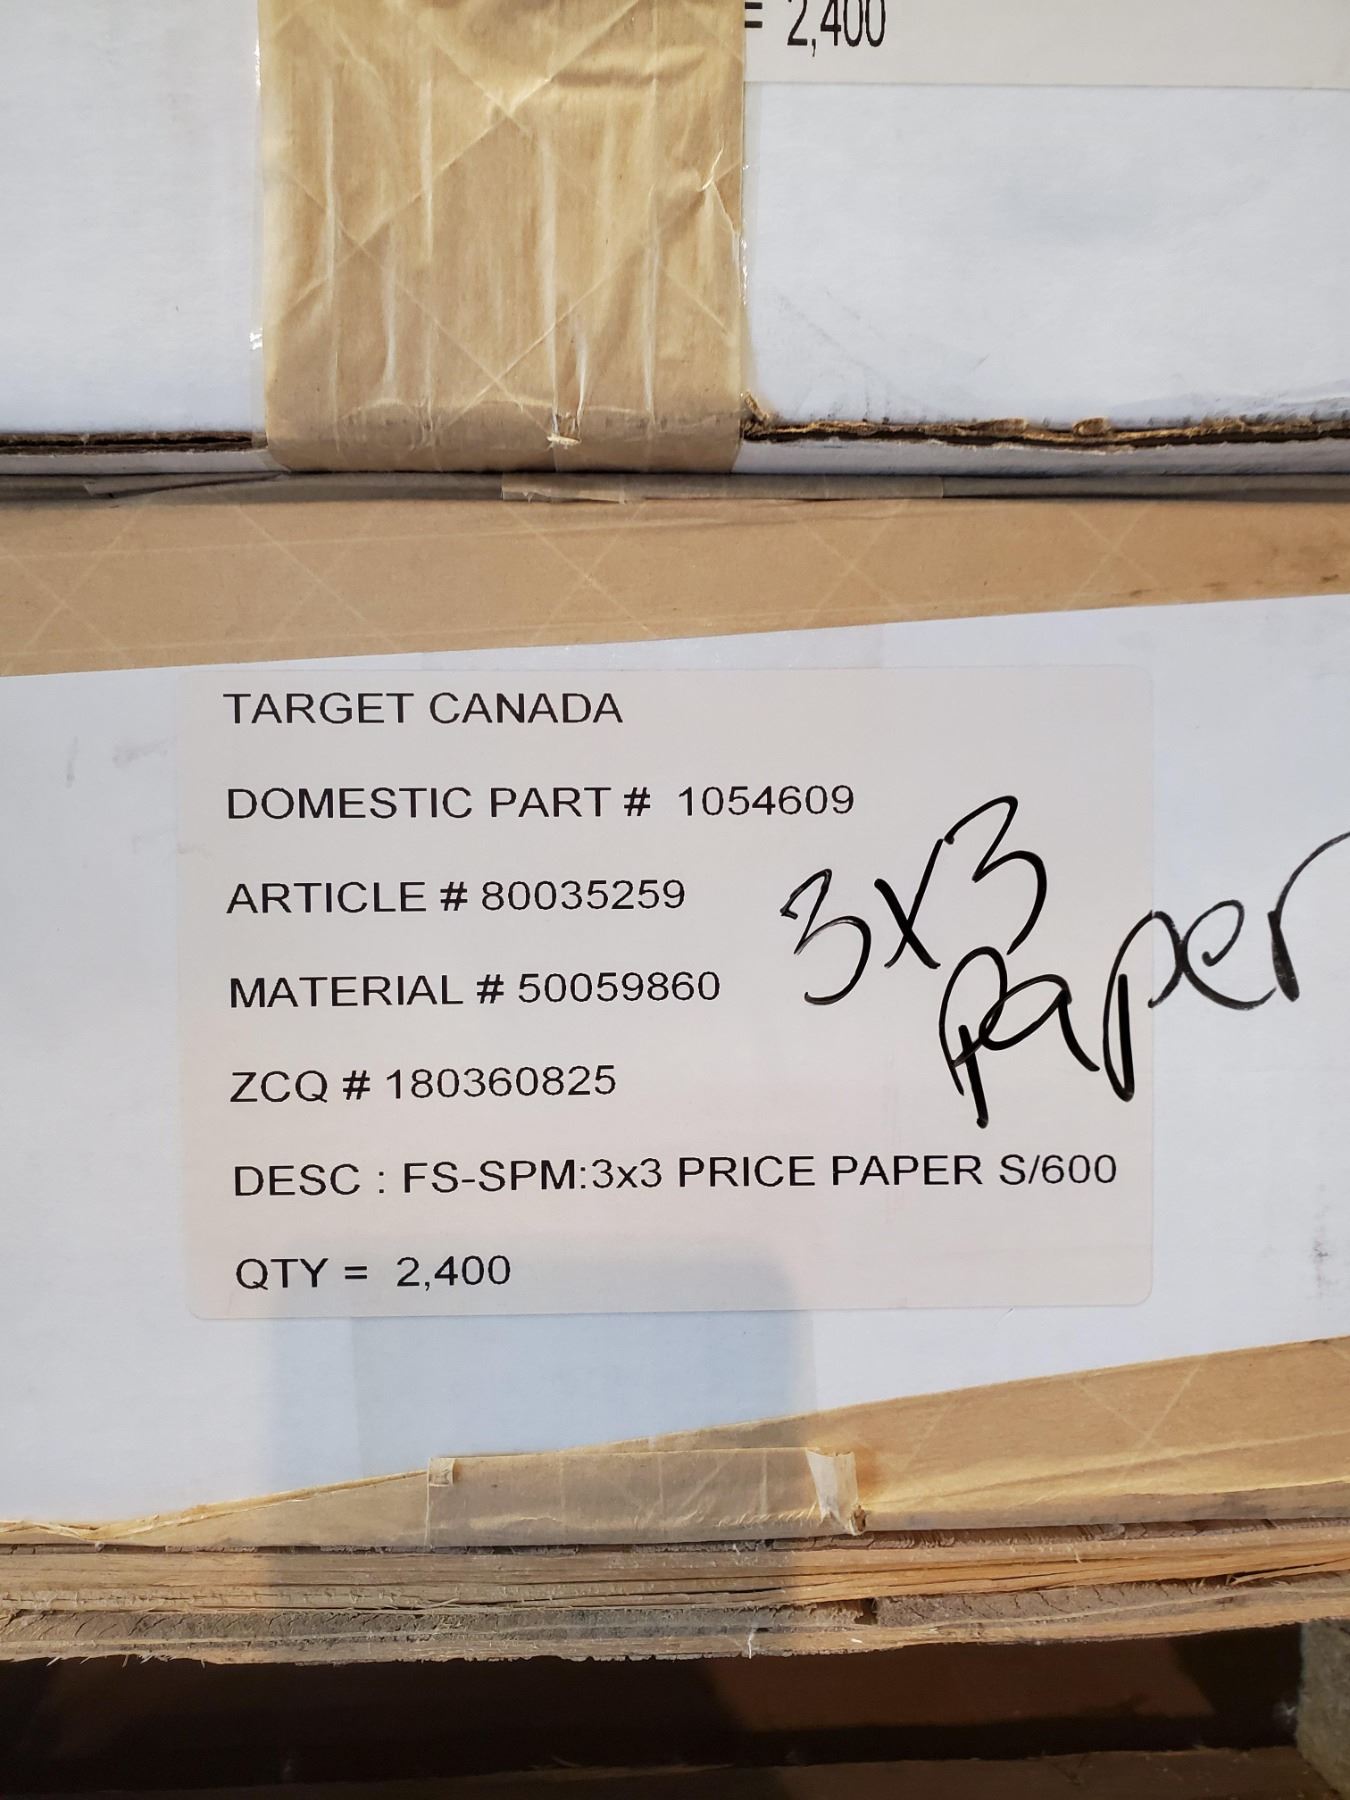 = 2,400
TARGET CANADA
DOMESTIC PART # 1054609
ARTICLE # 80035259
MATERIAL # 50059860
ZCQ # 180360825
DESC : FS-SPM:3x3 PRICE PAPER S/600
QTY = 2,400
3x3
Paper